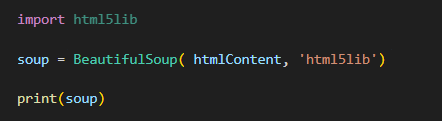 import html5lib
soup = BeautifulSoup( htmlContent, 'html5lib')
print(soup)